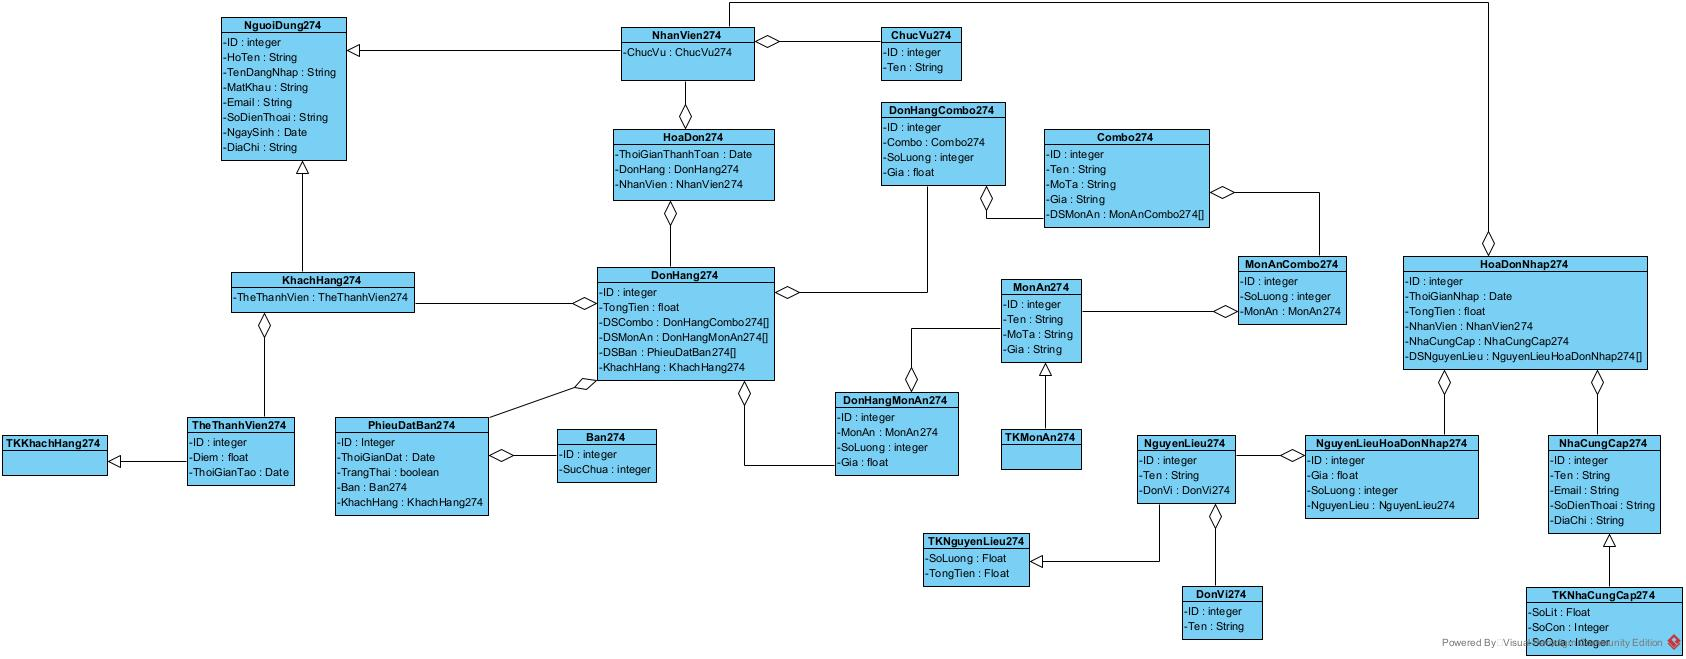 NguoiDung274
-ID : integer
-HoTen : String
-TenDangNhap : String
-MatKhau : String
-Email : String
-SoDienThoai : String
-NgaySinh : Date
-DiaChi : String
NhanVien274
-ChucVu : ChucVu274
ChucVu274
-ID : integer
-Ten : String
HoaDon274
-ThoiGianThanhToan : Date
-DonHang : DonHang274
-NhanVien : NhanVien274
DonHangCombo274
-ID : integer
-Combo : Combo274
-SoLuong : integer
-Gia : float
Combo274
-ID : integer
-Ten : String
-MoTa : String
-Gia : String
-DSMonAn : MonAnCombo274[]
KhachHang274
-TheThanhVien : TheThanhVien274
DonHang274
-ID : integer
-TongTien : float
-DSCombo : DonHangCombo274[]
-DSMonAn : DonHangMonAn274[]
-DSBan : PhieuDatBan274[]
-KhachHang : KhachHang274
MonAn274
-ID : integer
-Ten : String
-MoTa : String
-Gia : String
MonAnCombo274
-ID : integer
-SoLuong : integer
-MonAn : MonAn274
HoaDonNhap274
-ID : integer
-ThoiGianNhap : Date
-TongTien : float
-NhanVien : NhanVien274
-NhaCungCap : NhaCungCap274
-DSNguyenLieu : NguyenLieuHoaDonNhap274[]
TKKhachHang274
TheThanhVien274
-ID : integer
-Diem : float
-ThoiGianTao : Date
PhieuDatBan274
-ID : Integer
-ThoiGianDat : Date
-TrangThai : boolean
-Ban : Ban274
-KhachHang : KhachHang274
Ban274
-ID : integer
-SucChua : integer
DonHangMonAn274
-ID : integer
-MonAn : MonAn274
-SoLuong : integer
-Gia : float
TKMonAn274
NguyenLieu274
-ID : integer
-Ten : String
-DonVi : DonVi274
NguyenLieuHoaDonNhap274
-ID : integer
-Gia : float
-SoLuong : integer
-NguyenLieu : NguyenLieu274
NhaCungCap274
-ID : integer
-Ten : String
-Email : String
-SoDienThoai : String
-DiaChi : String
TKNguyenLieu274
-SoLuong : Float
-TongTien : Float
DonVi274
-ID : integer
-Ten : String
TKNhaCungCap274
-SoLit : Float
-SoCon : Integer
-SoQua : Integer
Powered By Visual Paradigm Community Edition